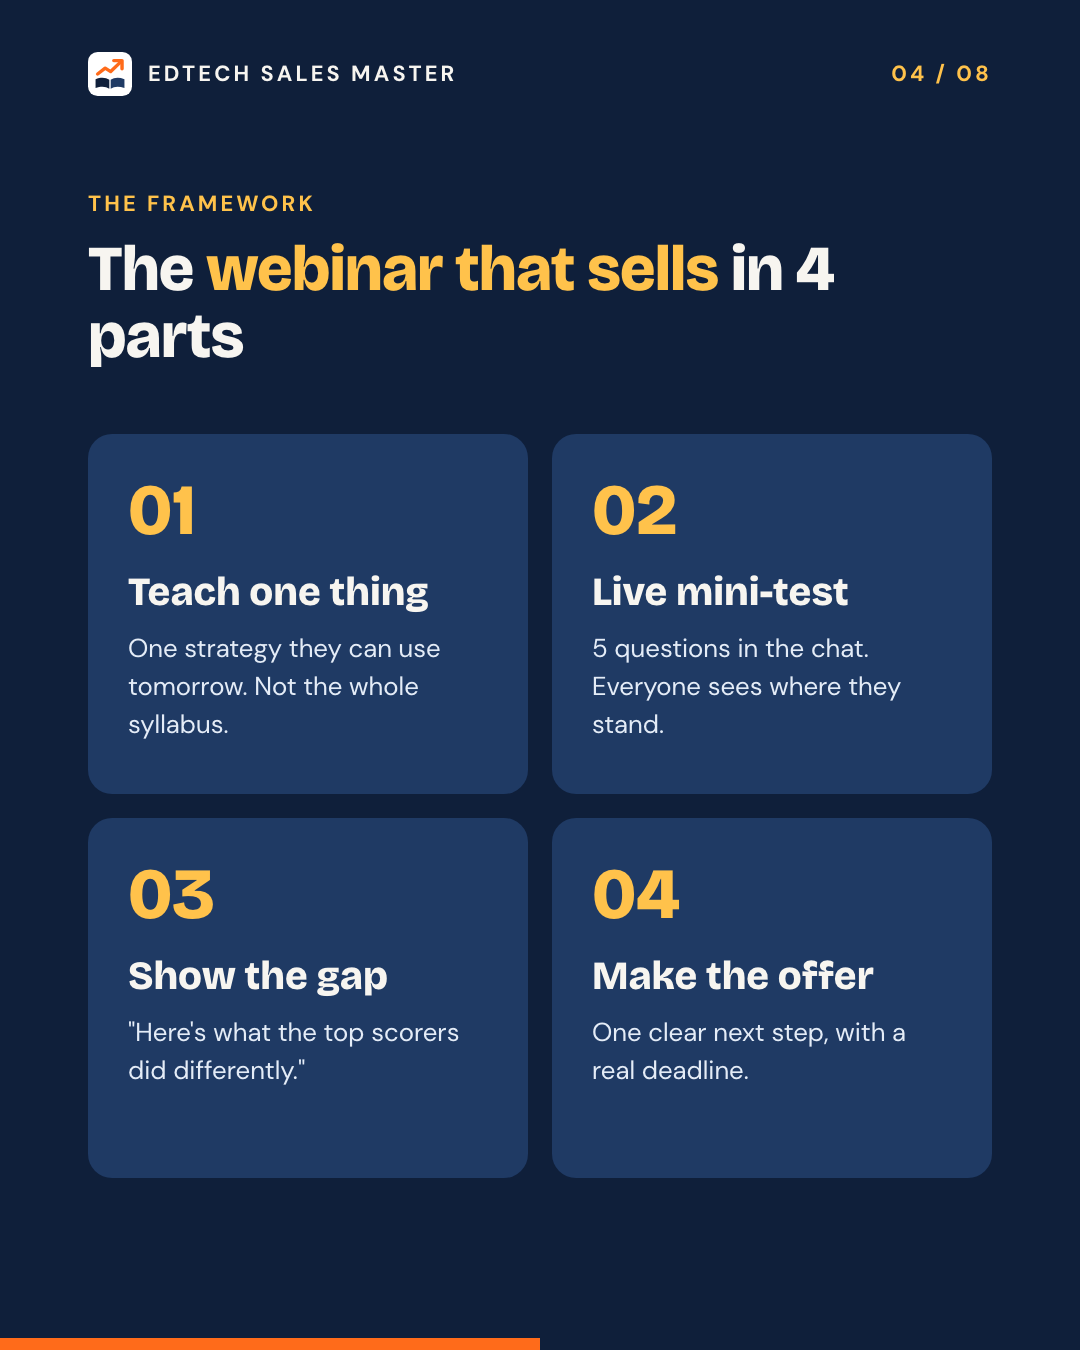 EDTECH SALES MASTER
04 / 08
THE FRAMEWORK
The webinar that sells in 4
parts
01
Teach one thing
One strategy they can use
tomorrow. Not the whole
syllabus.
02
Live mini-test
5 questions in the chat.
Everyone sees where they
stand.
03
Show the gap
"Here's what the top scorers
did differently."
04
Make the offer
One clear next step, with a
real deadline.